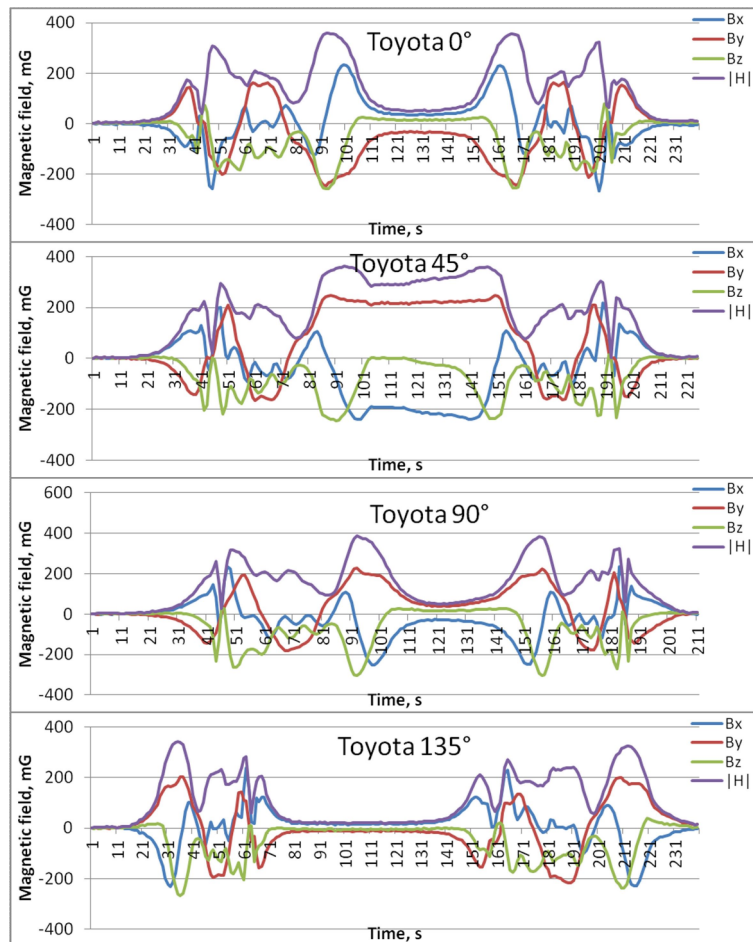 Toyota 0°
Magnetic field, mG
400
200
0
-200
-400
1 11 21 31 41 51 61 71 81 91 101 111 121 131 141 151 161 171 181 191 201 211 221 231
Time, s
Bx
By
Bz
|H|
Toyota 45°
Magnetic field, mG
400
200
0
-200
-400
1 11 21 31 41 51 61 71 81 91 101 111 121 131 141 151 161 171 181 191 201 211 221
Time, s
Bx
By
Bz
|H|
Toyota 90°
Magnetic field, mG
600
400
200
0
-200
-400
1 11 21 31 41 51 61 71 81 91 101 111 121 131 141 151 161 171 181 191 201 211
Time, s
Bx
By
Bz
|H|
Toyota 135°
Magnetic field, mG
400
200
0
-200
-400
1 11 21 31 41 51 61 71 81 91 101 111 121 131 141 151 161 171 181 191 201 211 221 231
Time, s
Bx
By
Bz
|H|